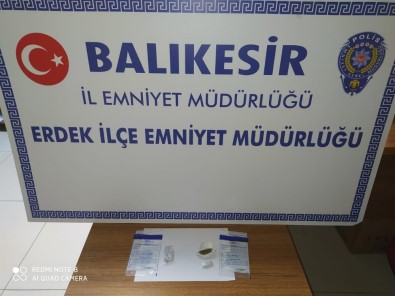 BALIKESİR
POLİS
İL EMNİYET MÜDÜRLÜĞÜ
ERDEK İLÇE EMNİYET MÜDÜRLÜĞÜ
REDMI NOTE 8
AI QUAD CAMERA